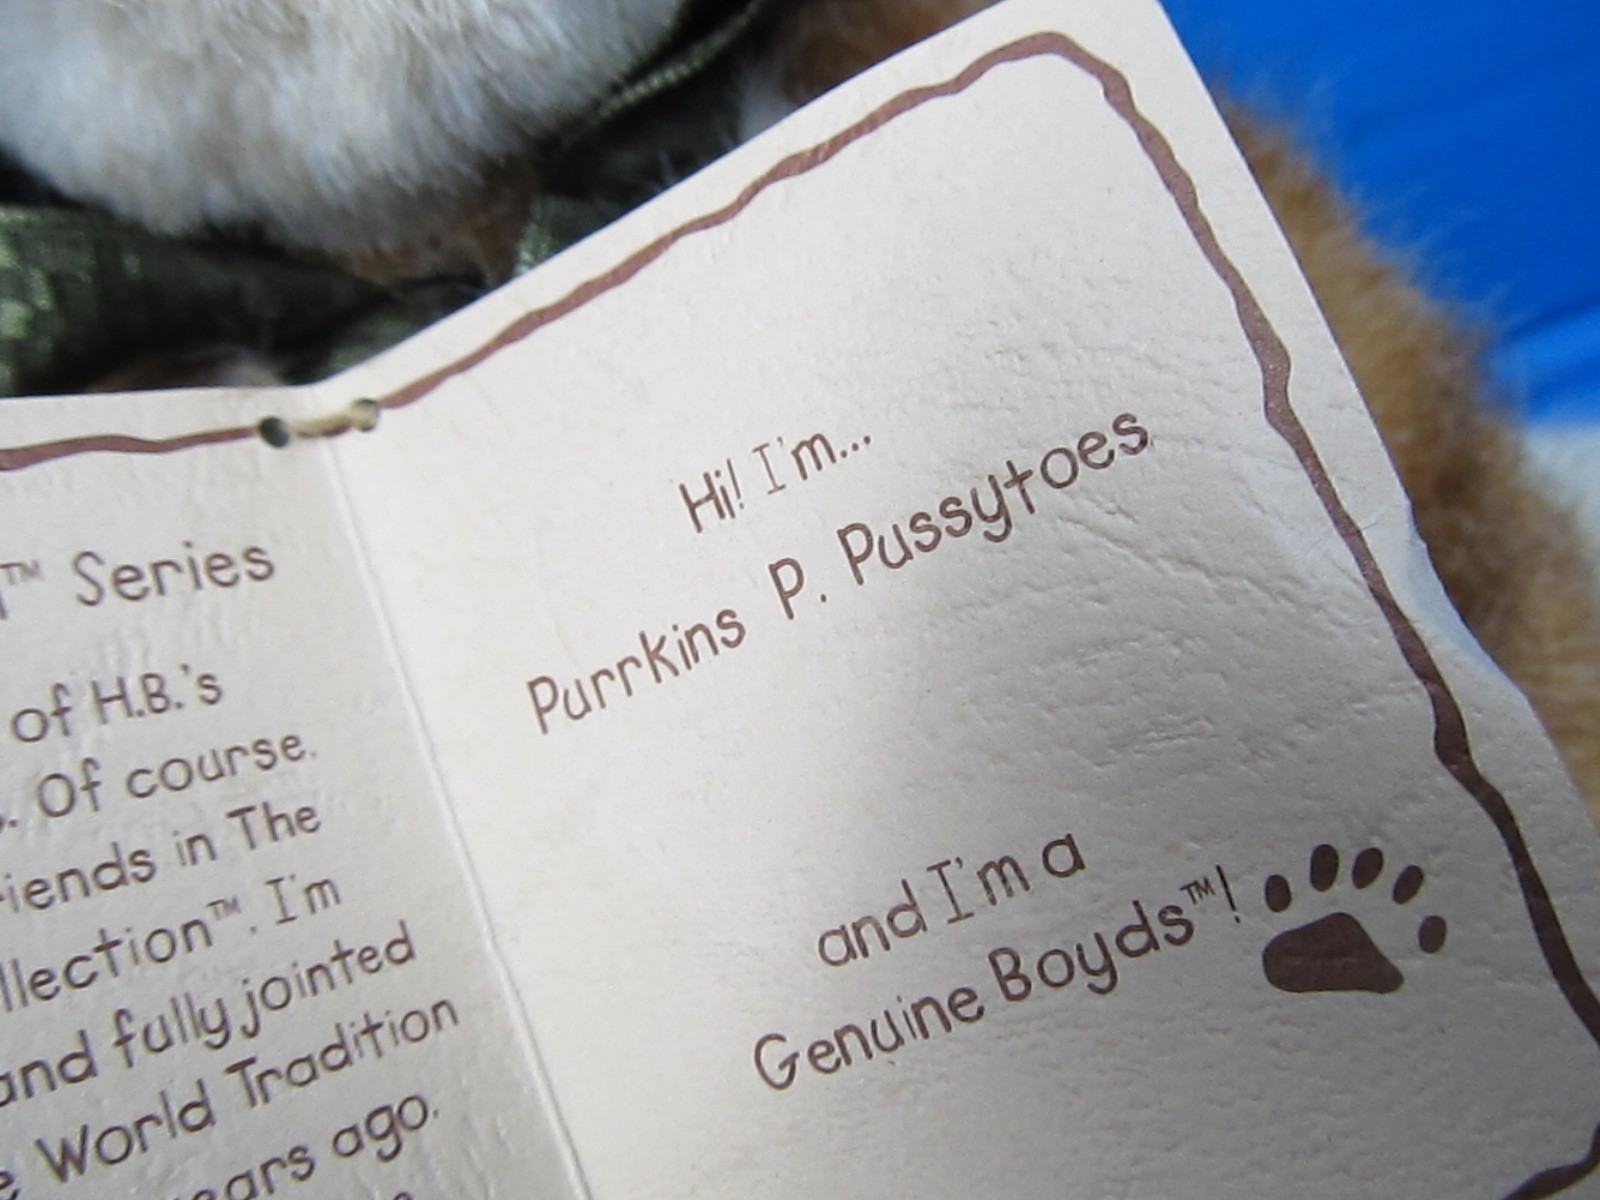 ™ Series
of H.B.'s
. Of course,
riends in The
llection™. I'm
and fully jointed
World Tradition
ears ago.
Hi! I'm...
Purrkins P. Pussytoes
and I'm a
Genuine Boyds™!